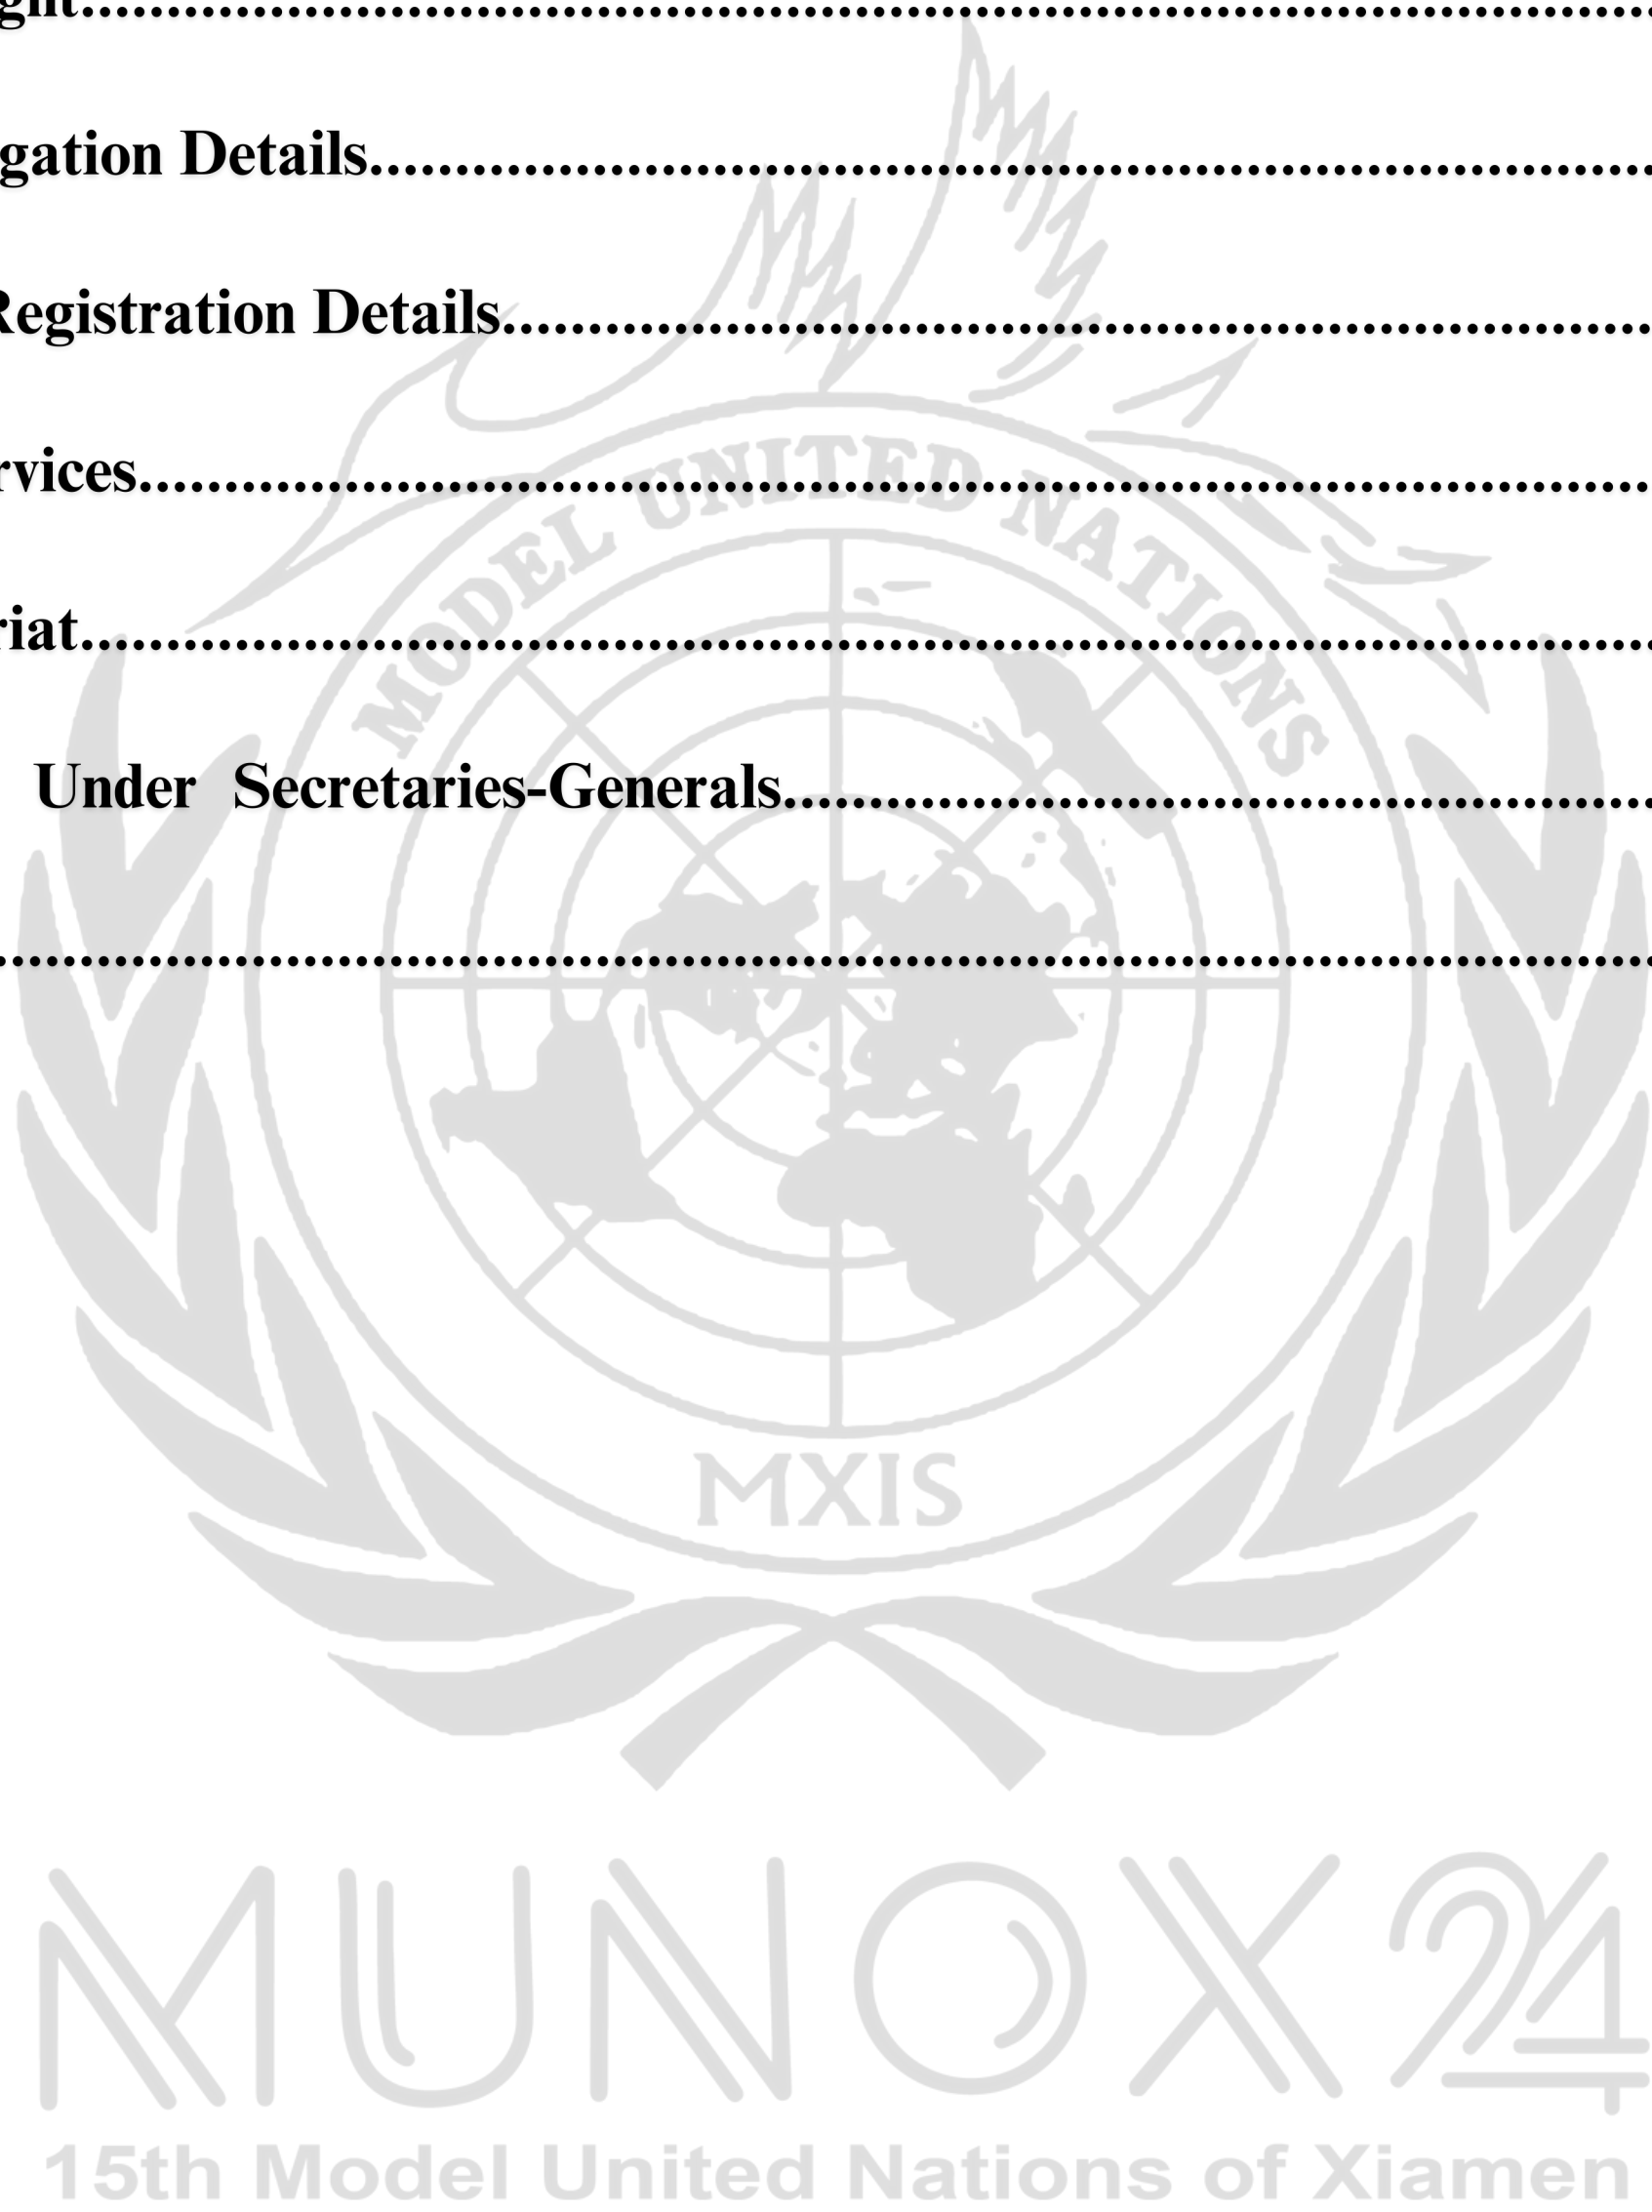 ght................................................................................
gation Details................................................................................
Registration Details................................................................................
rvices................................................................................
riat................................................................................
Under Secretaries-Generals................................................................................
................................................................................
MODEL UNITED NATIONS
MXIS
MUNOX24
15th Model United Nations of Xiamen